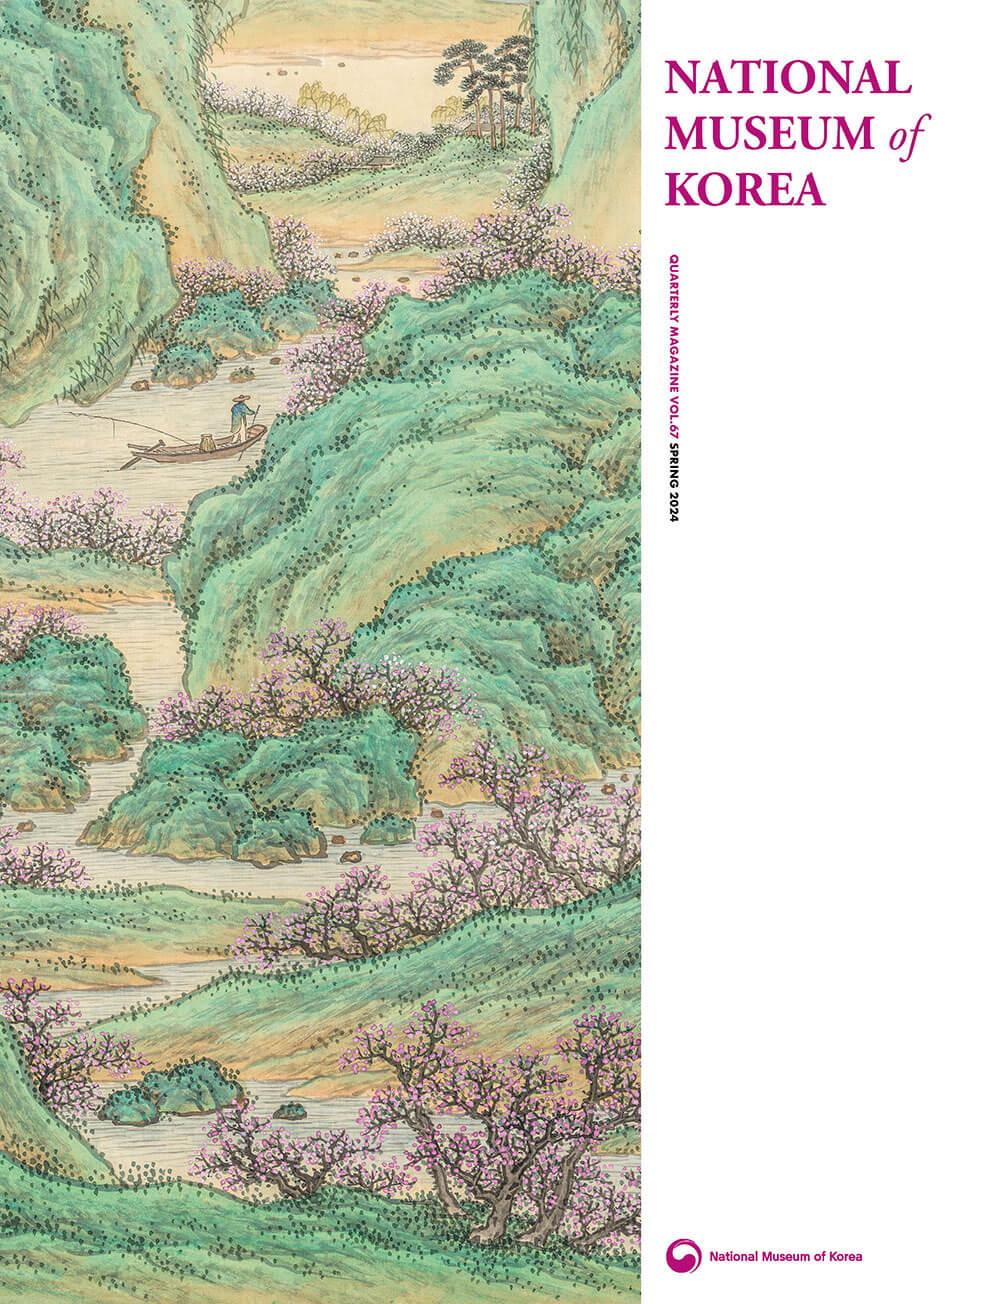 NATIONAL
MUSEUM of
KOREA
QUARTERLY MAGAZINE VOL.67 SPRING 2024
National Museum of Korea